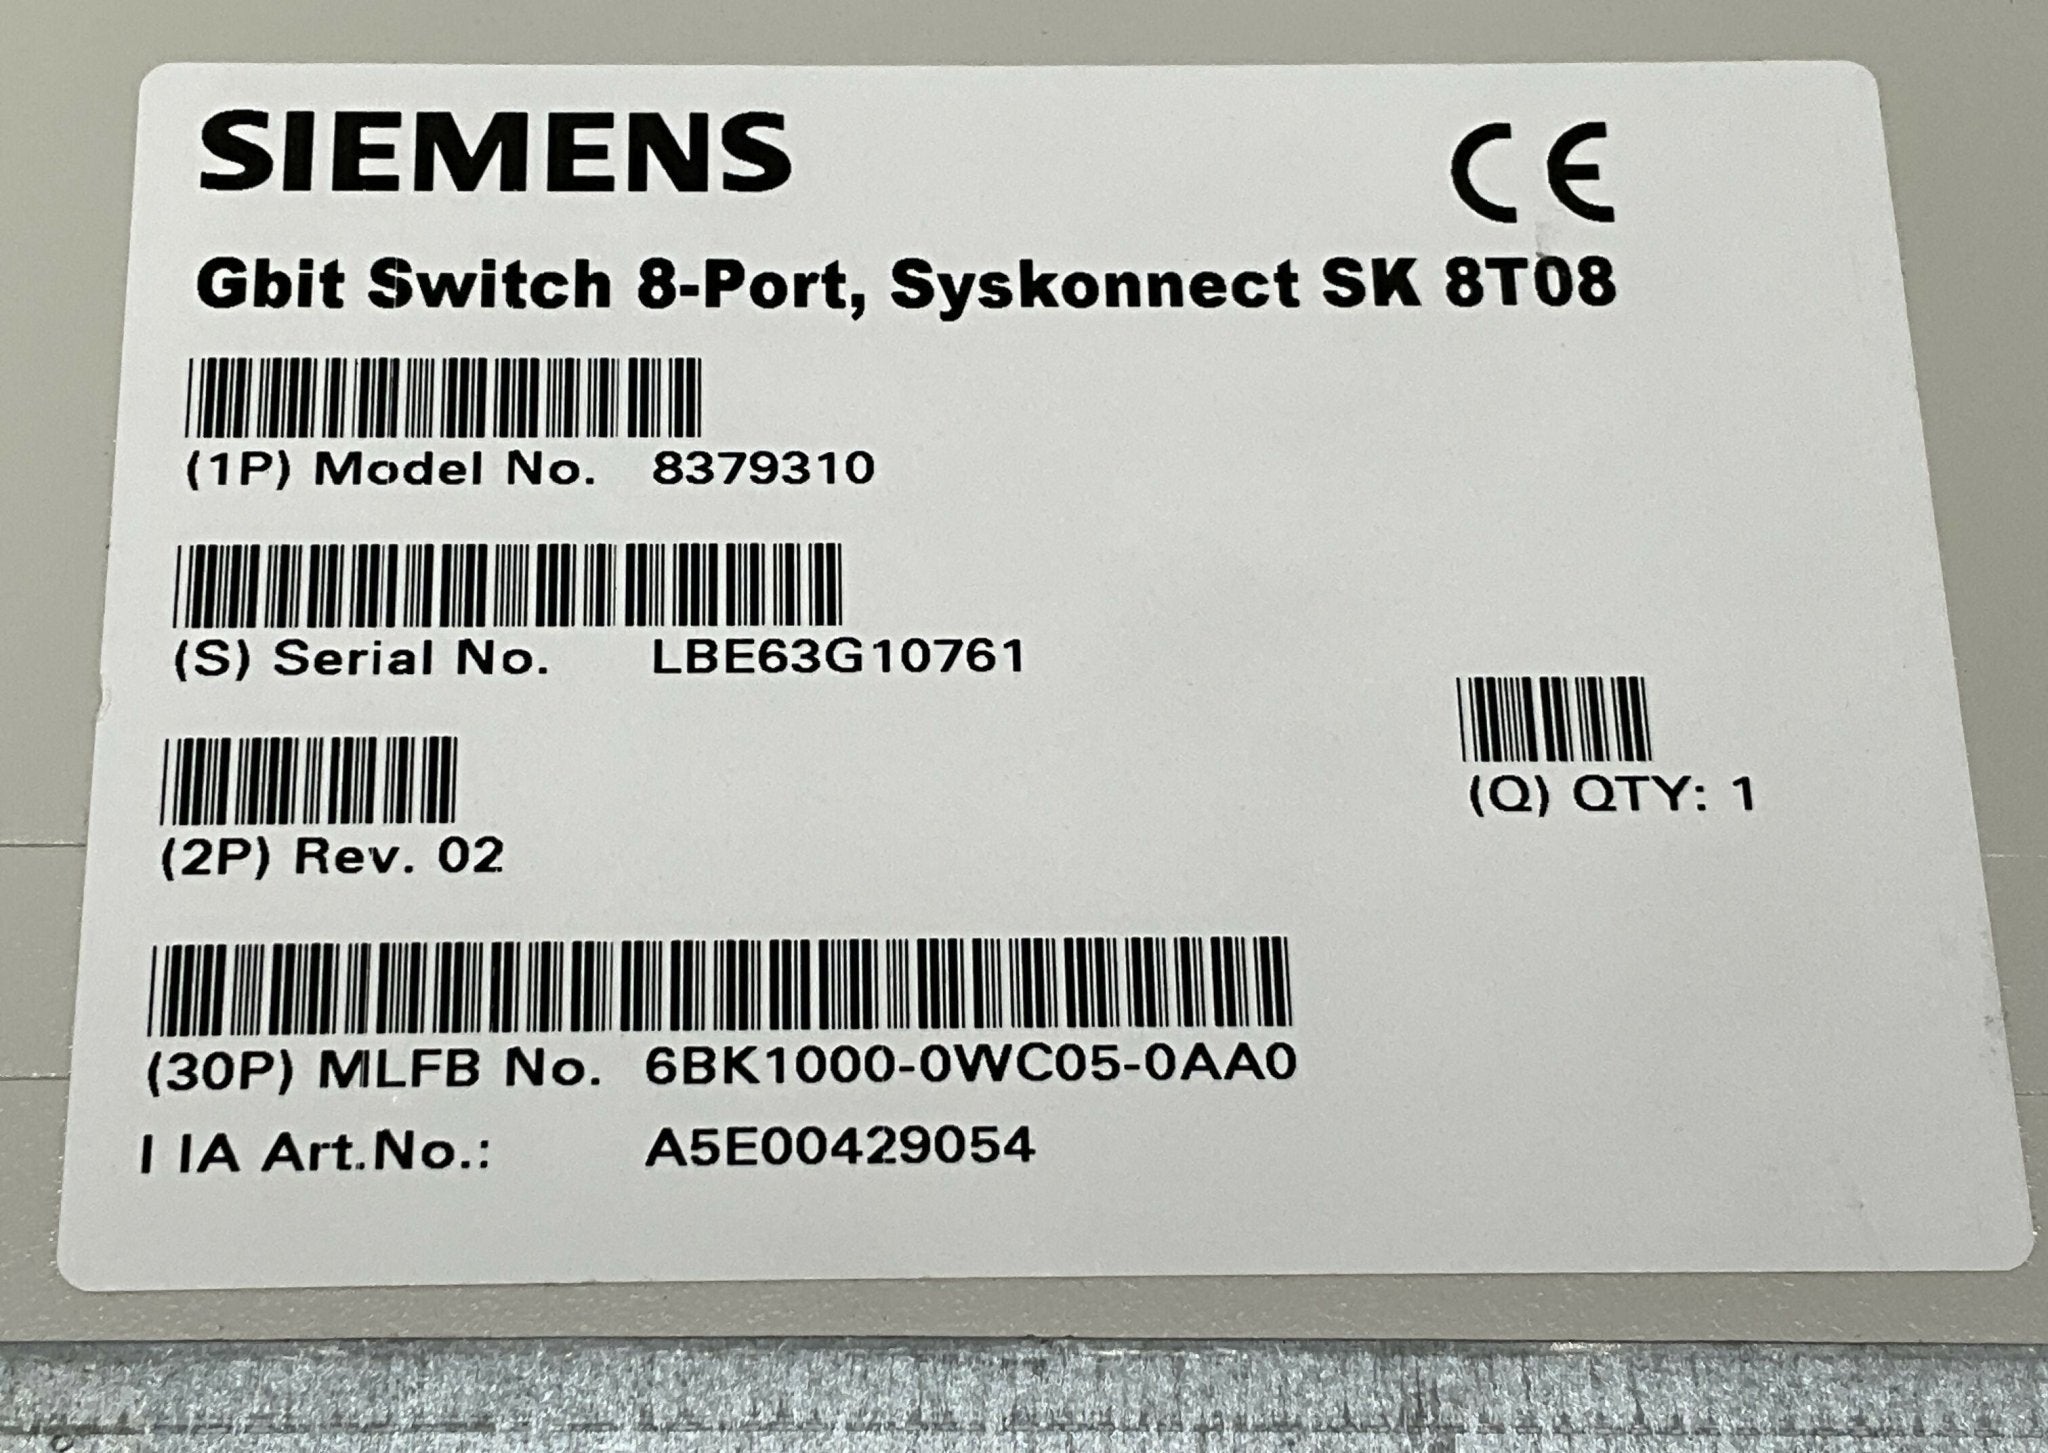 SIEMENS
CE
Gbit Switch 8-Port, Syskonnect SK 8T08
(1P) Model No. 8379310
(S) Serial No. LBE63G10761
(Q) QTY: 1
(2P) Rev. 02
(30P) MLFB No. 6BK1000-0WC05-0AA0
I IA Art.No.: A5E00429054